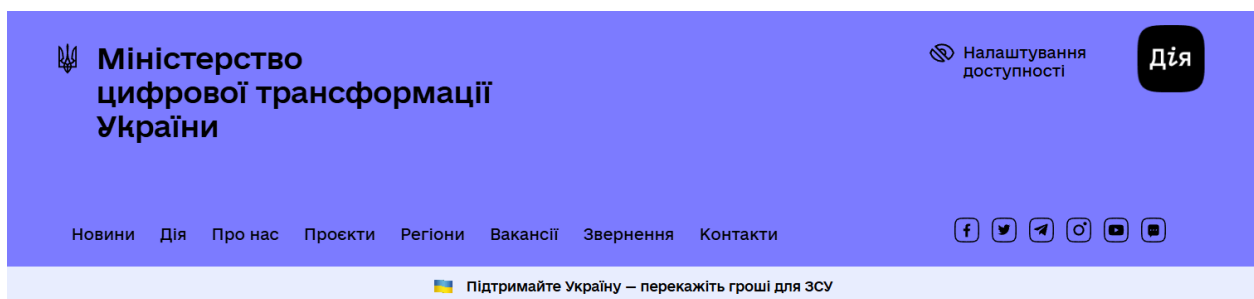 Міністерство
цифрової трансформації
України
Налаштування
доступності
Дія
Новини Дія Про нас Проєкти Регіони Вакансії Звернення Контакти
Підтримайте Україну – перекажіть гроші для ЗСУ